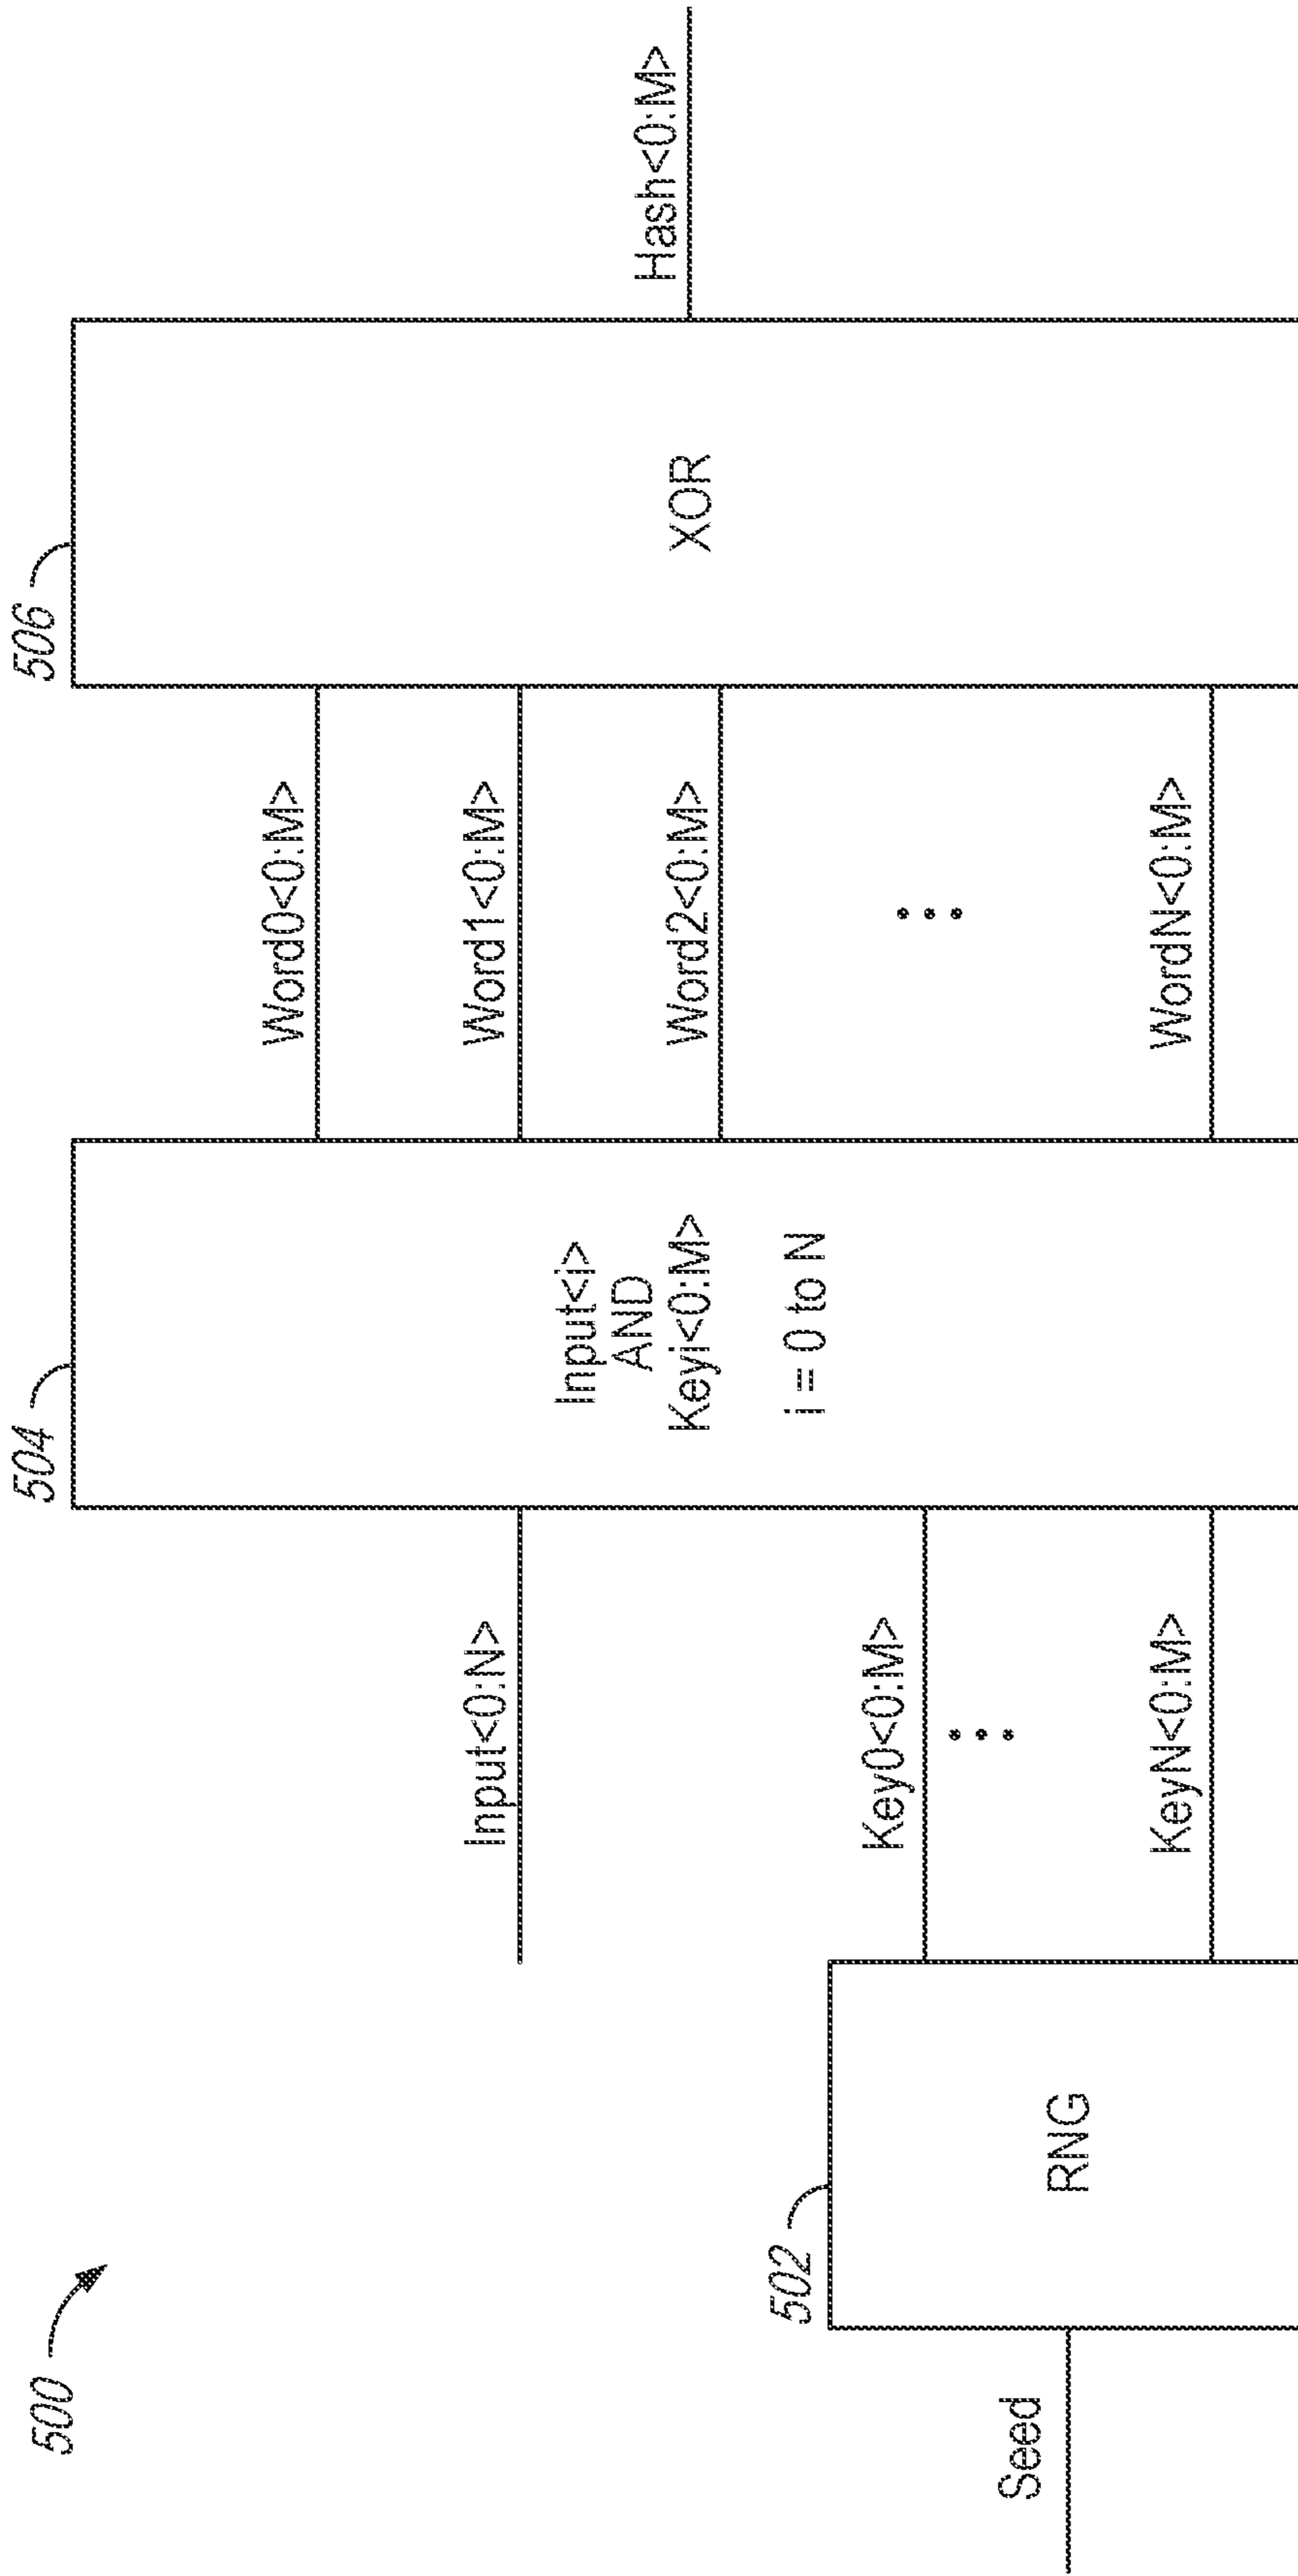 500
Seed
502
RNG
Input<0:N>
Key0<0:M>
KeyN<0:M>
504
Input<i>
AND
Keyi<0:M>
i = 0 to N
Word0<0:M>
Word1<0:M>
Word2<0:M>
WordN<0:M>
506
XOR
Hash<0:M>